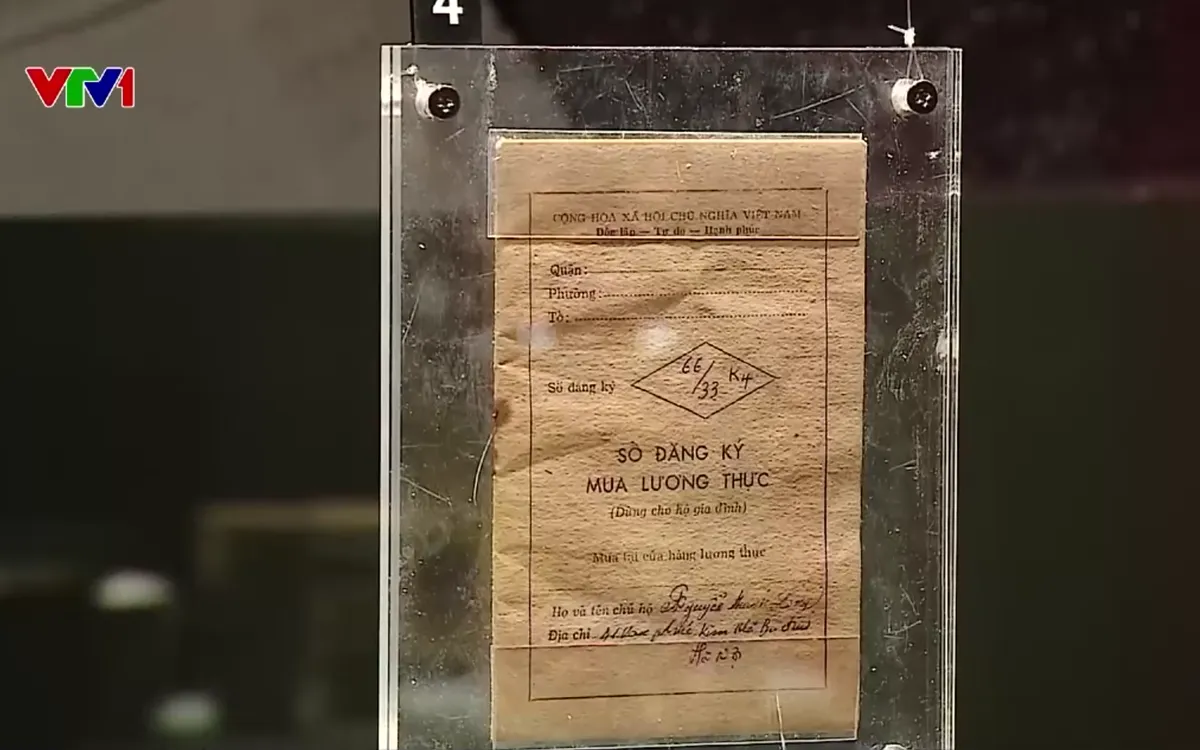 4
VTV1
CỘNG HÒA XÃ HỘI CHỦ NGHĨA VIỆT NAM
Độc lập — Tự do — Hạnh phúc
Quận:
Phường:
Tổ:
Số đăng ký
66/33 K4
SỔ ĐĂNG KÝ
MUA LƯƠNG THỰC
(Dùng cho hộ gia đình)
Mua tại cửa hàng lương thực
Họ và tên chủ hộ Nguyễn
Địa chỉ
Hà Nội